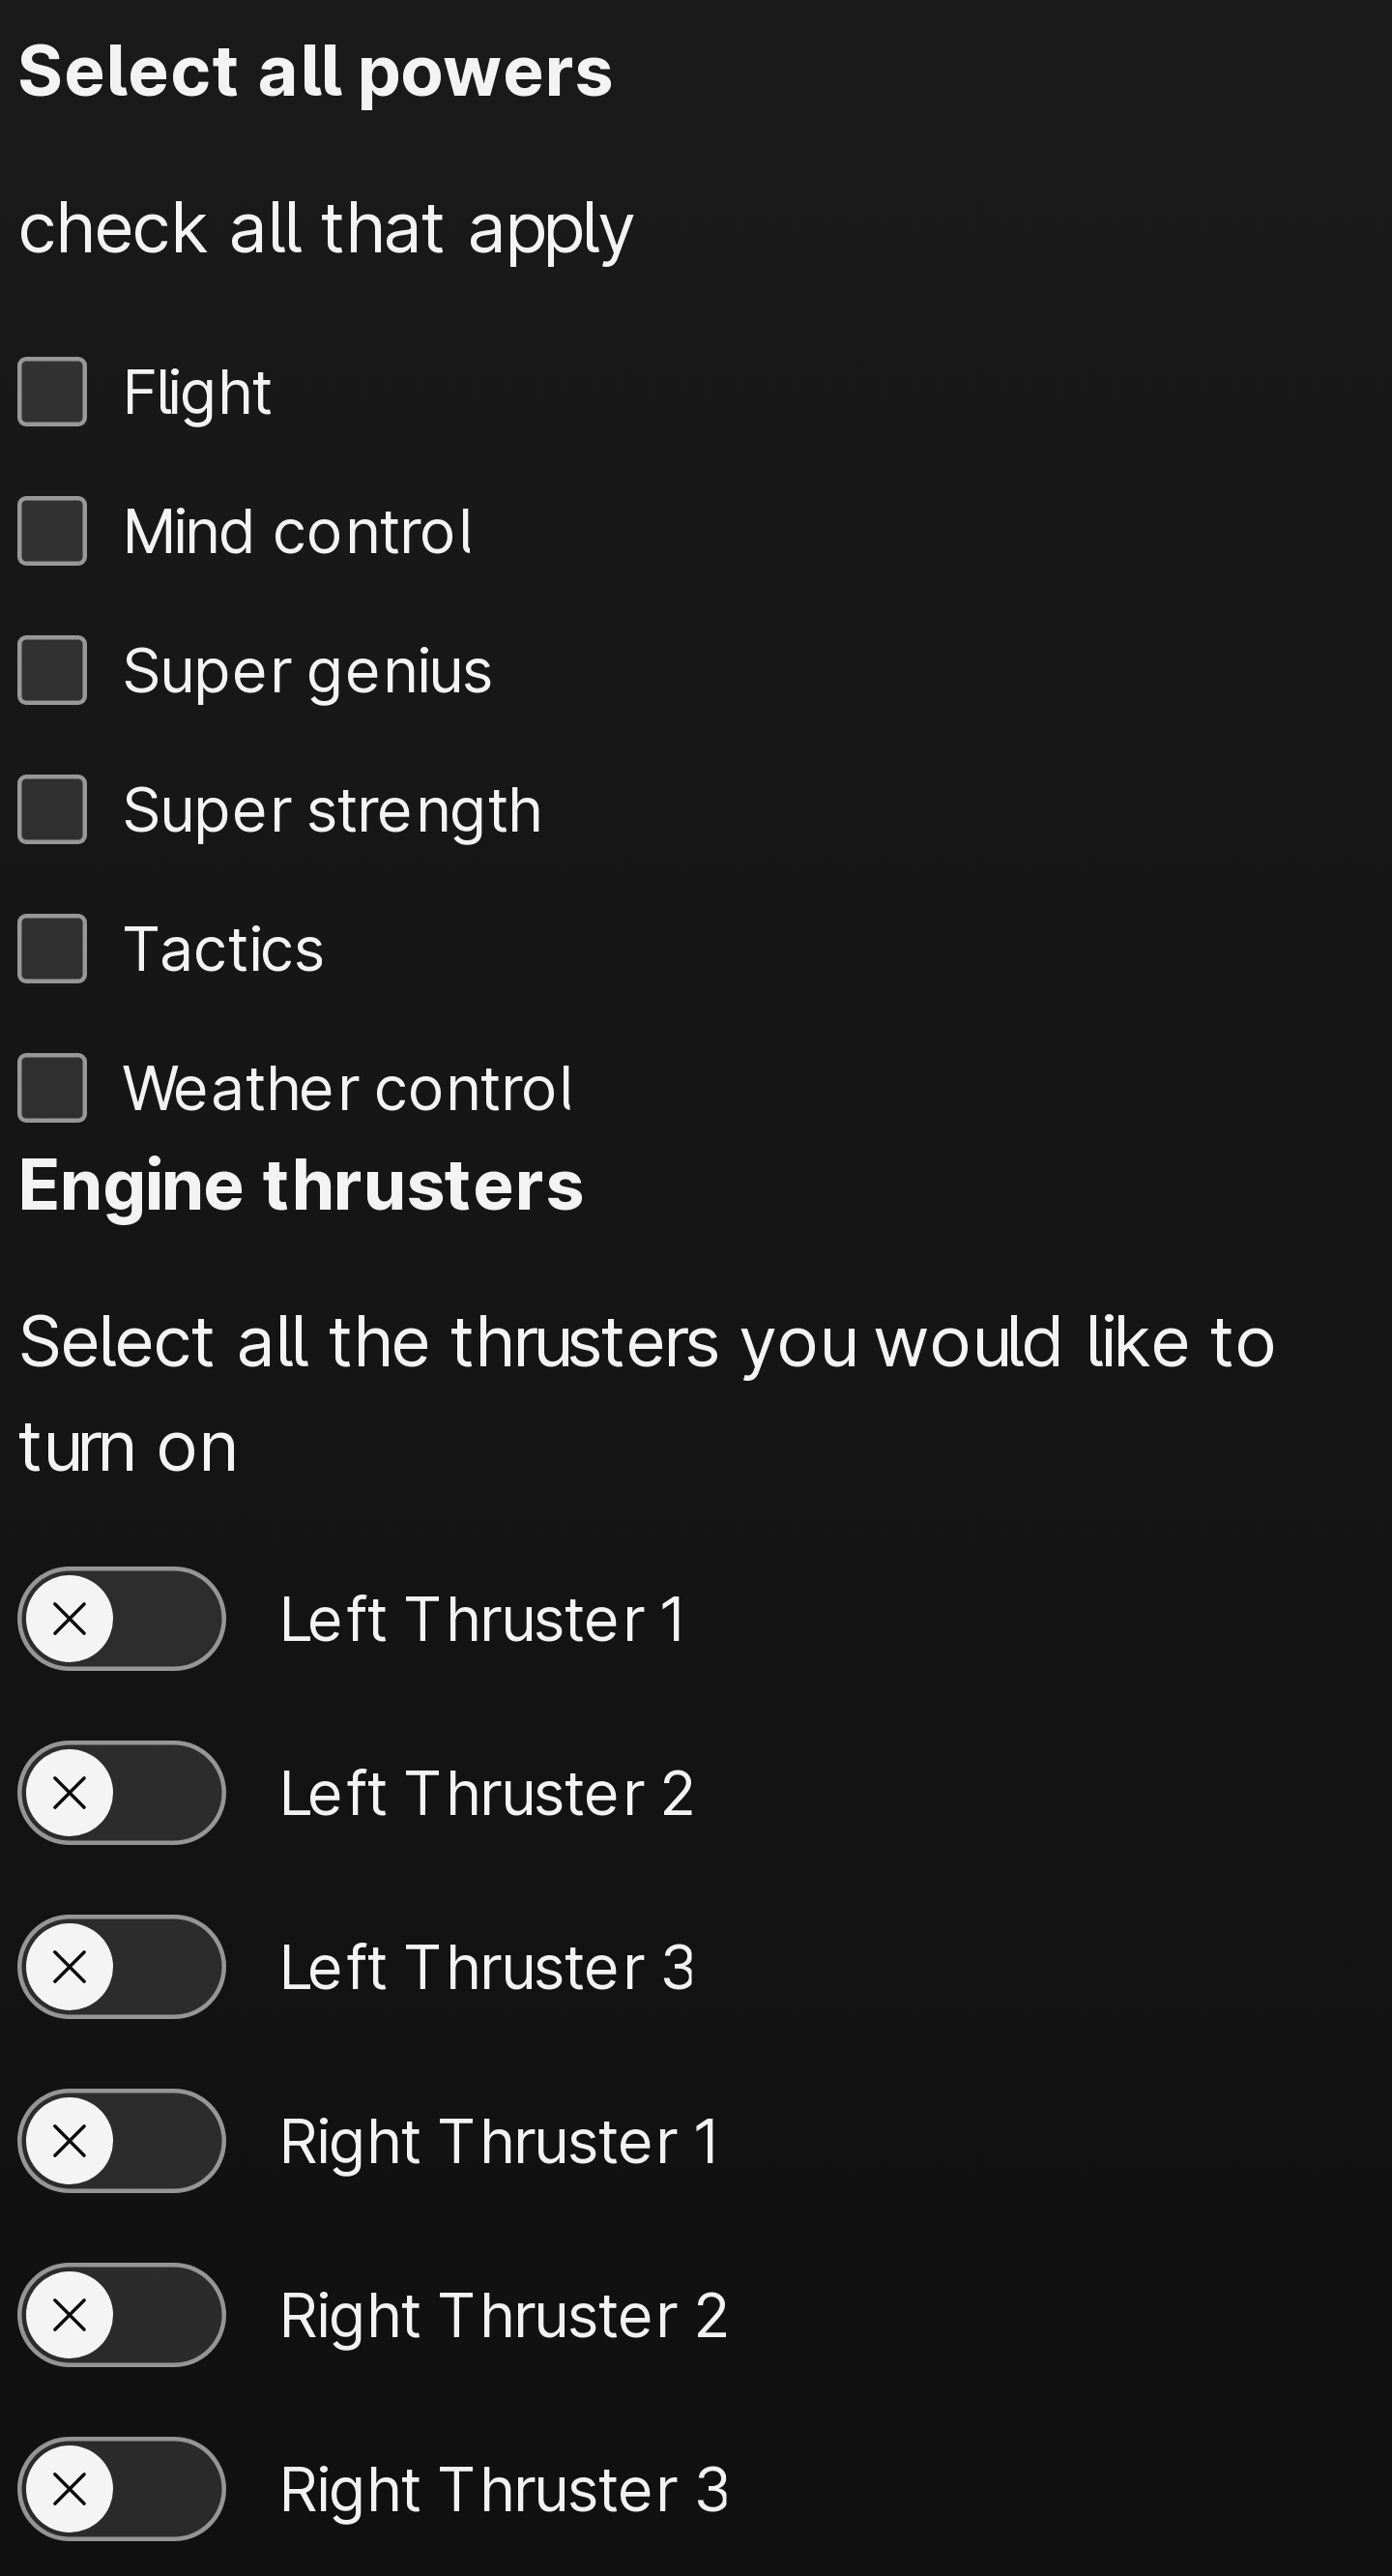 Select all powers
check all that apply
Flight
Mind control
Super genius
Super strength
Tactics
Weather control
Engine thrusters
Select all the thrusters you would like to
turn on
Left Thruster 1
Left Thruster 2
Left Thruster 3
Right Thruster 1
Right Thruster 2
Right Thruster 3